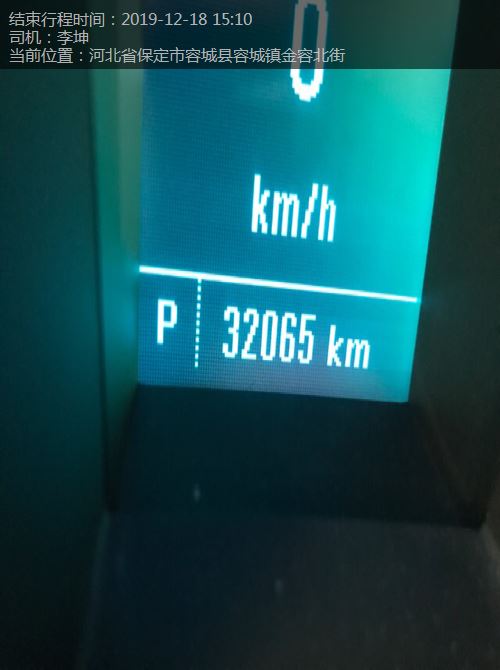 结束行程时间：2019-12-18 15:10
司机：李坤
当前位置：河北省保定市容城县容城镇金容北街
0
km/h
P 32065 km